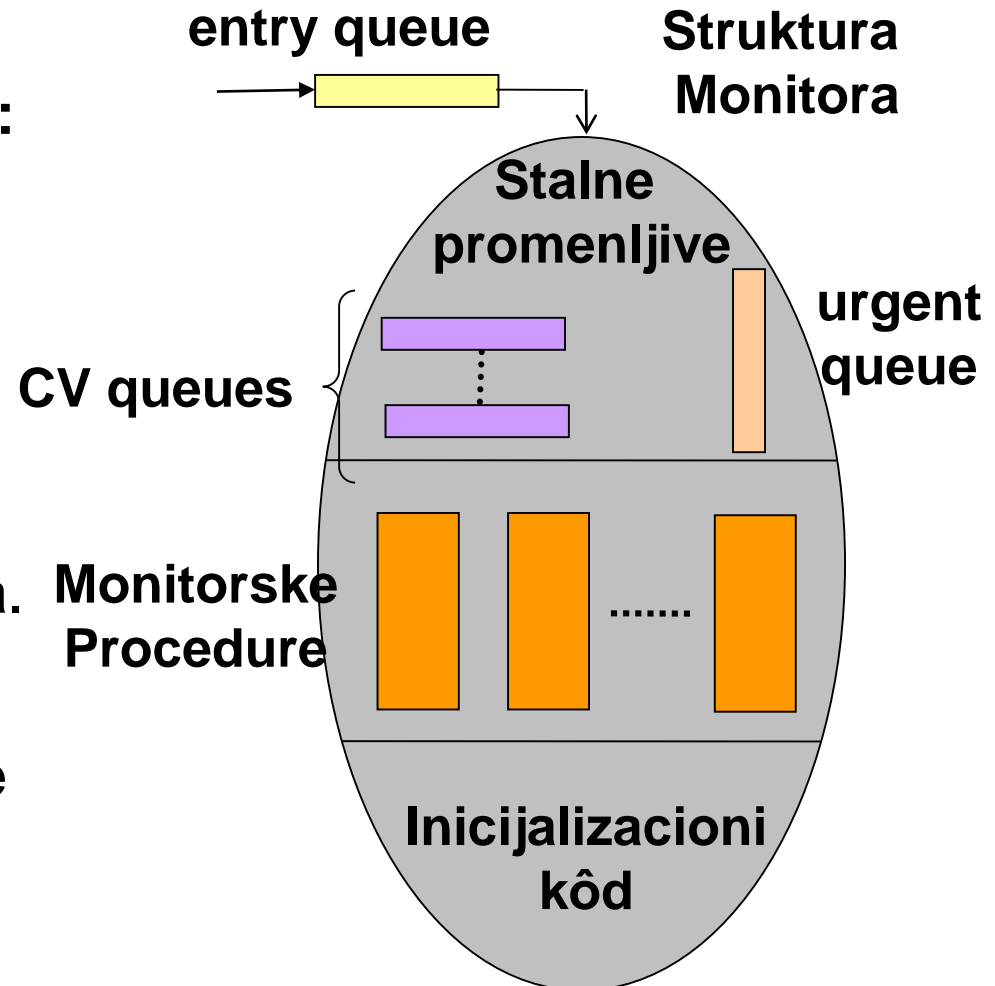 entry queue
Struktura
Monitora
:
Stalne
promenljive
urgent
queue
CV queues
a.
Monitorske
Procedure
e
Inicijalizacioni
kôd